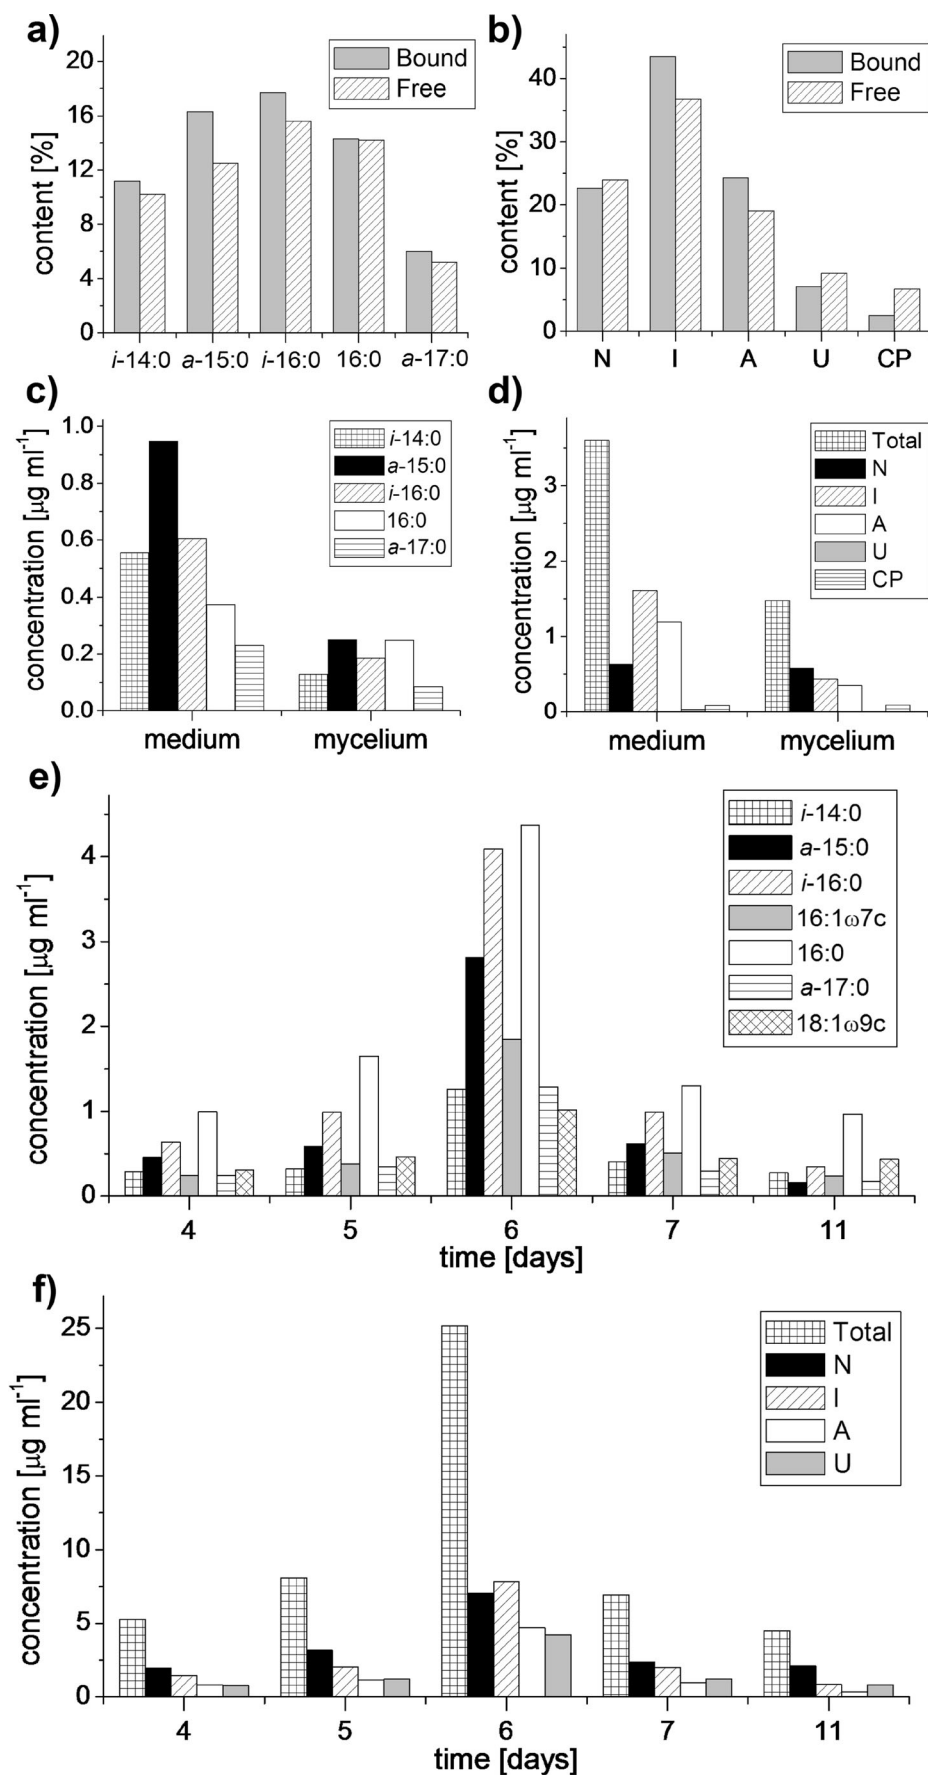 a)
20
16
12
8
4
0
content [%]
Bound
Free
i-14:0 a-15:0 i-16:0 16:0 a-17:0
b)
40
30
20
10
0
content [%]
Bound
Free
N I A U CP
c)
1.0
0.8
0.6
0.4
0.2
0.0
concentration [µg ml⁻¹]
i-14:0
a-15:0
i-16:0
16:0
a-17:0
medium mycelium
d)
3
2
1
0
concentration [µg ml⁻¹]
Total
N
I
A
U
CP
medium mycelium
e)
4
3
2
1
0
concentration [µg ml⁻¹]
i-14:0
a-15:0
i-16:0
16:1ω7c
16:0
a-17:0
18:1ω9c
4 5 6 7 11
time [days]
f)
25
20
15
10
5
0
concentration [µg ml⁻¹]
Total
N
I
A
U
4 5 6 7 11
time [days]